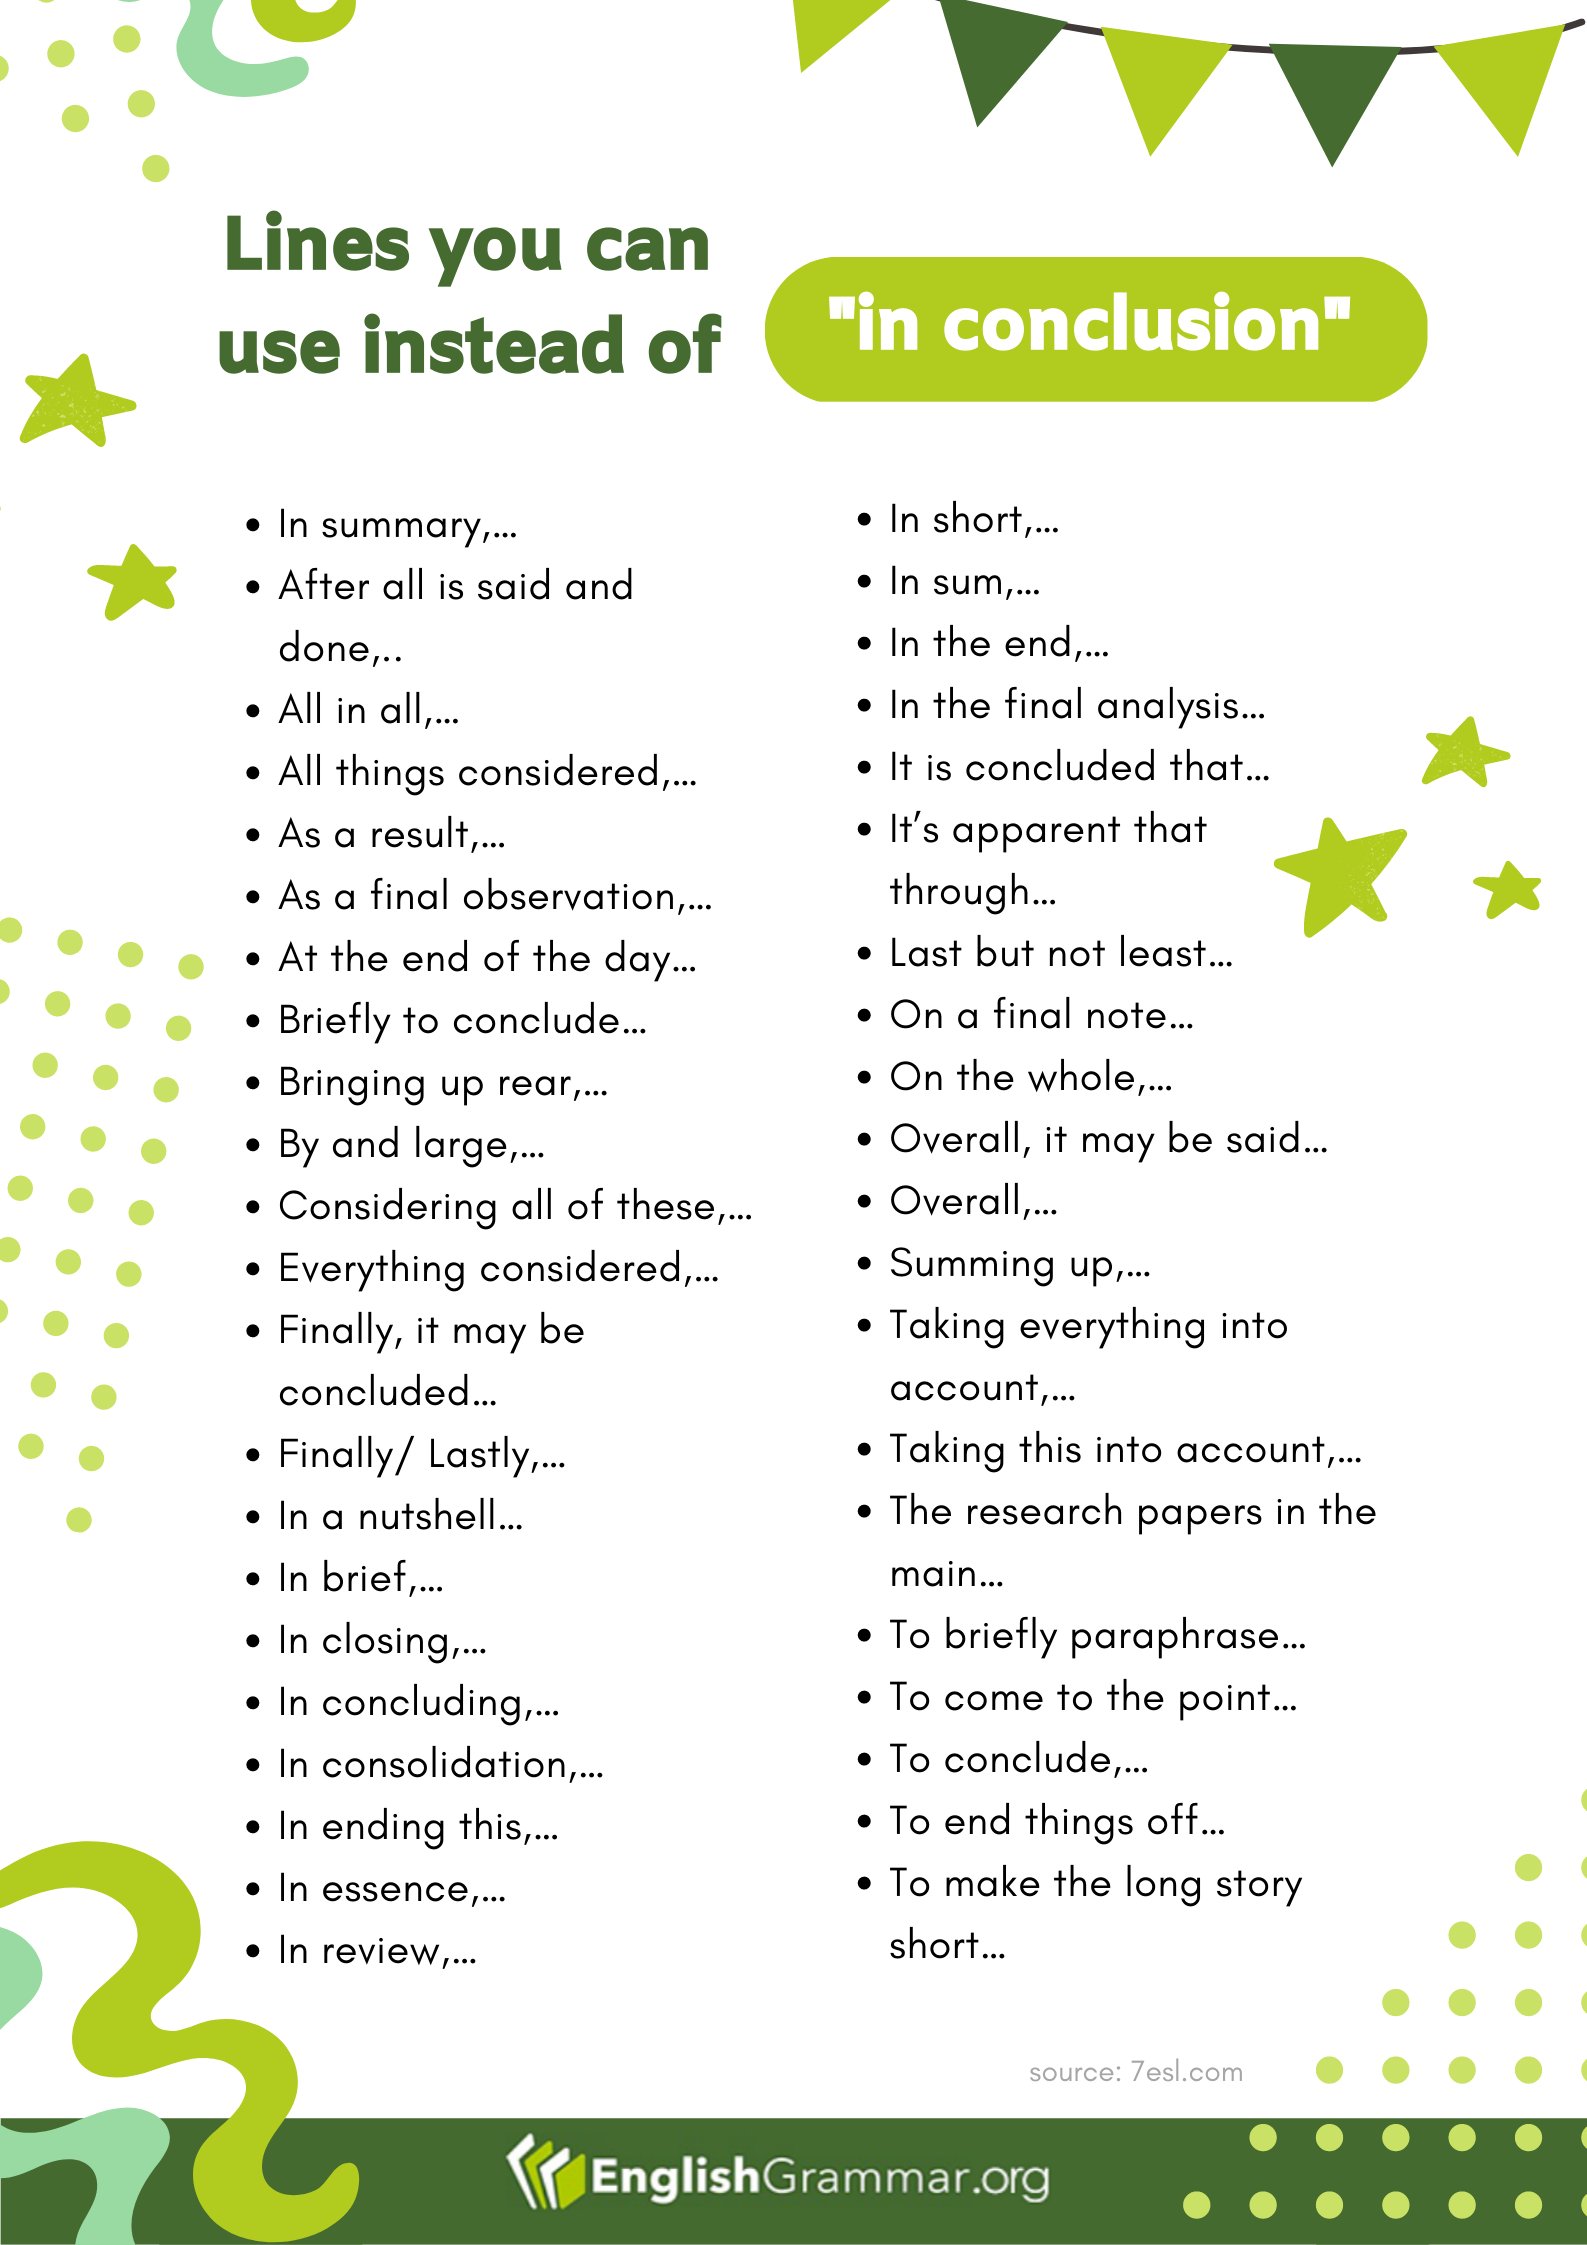 Lines you can
use instead of
"in conclusion"
• In summary,...
• After all is said and
done,..
• All in all,...
• All things considered,...
• As a result,...
• As a final observation,...
• At the end of the day...
• Briefly to conclude...
• Bringing up rear,...
• By and large,...
• Considering all of these,...
• Everything considered,...
• Finally, it may be
concluded...
• Finally/ Lastly,...
• In a nutshell...
• In brief,...
• In closing,...
• In concluding,...
• In consolidation,...
• In ending this,...
• In essence,...
• In review,...
• In short,...
• In sum,...
• In the end,...
• In the final analysis...
• It is concluded that...
• It’s apparent that
through...
• Last but not least...
• On a final note...
• On the whole,...
• Overall, it may be said...
• Overall,...
• Summing up,...
• Taking everything into
account,...
• Taking this into account,...
• The research papers in the
main...
• To briefly paraphrase...
• To come to the point...
• To conclude,...
• To end things off...
• To make the long story
short...
source: 7esl.com
EnglishGrammar.org